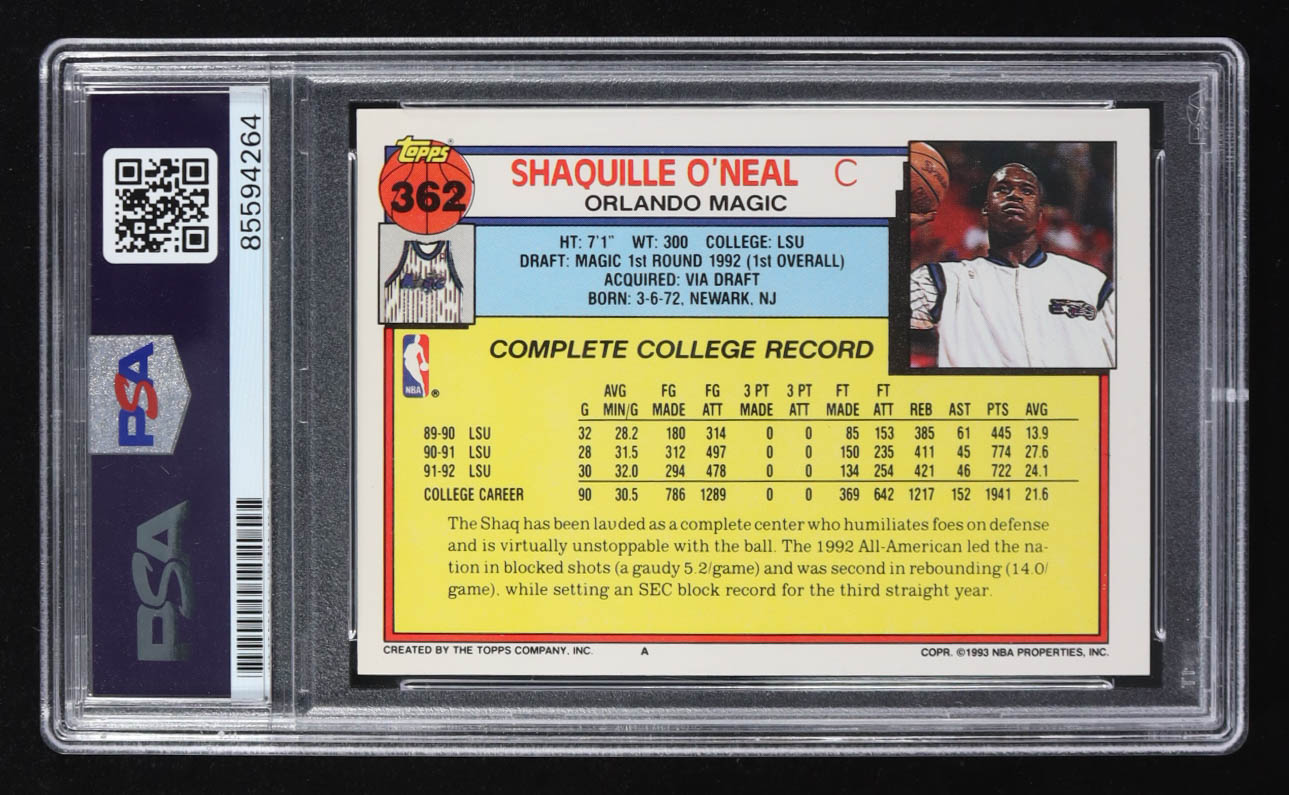 85594264
PSA
PSA
Topps
362
SHAQUILLE O'NEAL C
ORLANDO MAGIC
HT: 7'1" WT: 300 COLLEGE: LSU
DRAFT: MAGIC 1st ROUND 1992 (1st OVERALL)
ACQUIRED: VIA DRAFT
BORN: 3-6-72, NEWARK, NJ
NBA ®
COMPLETE COLLEGE RECORD
AVG FG FG 3 PT 3 PT FT FT
G MIN/G MADE ATT MADE ATT MADE ATT REB AST PTS AVG
89-90 LSU 32 28.2 180 314 0 0 85 153 385 61 445 13.9
90-91 LSU 28 31.5 312 497 0 0 150 235 411 45 774 27.6
91-92 LSU 30 32.0 294 478 0 0 134 254 421 46 722 24.1
COLLEGE CAREER 90 30.5 786 1289 0 0 369 642 1217 152 1941 21.6
The Shaq has been lauded as a complete center who humiliates foes on defense
and is virtually unstoppable with the ball. The 1992 All-American led the na-
tion in blocked shots (a gaudy 5.2/game) and was second in rebounding (14.0/
game), while setting an SEC block record for the third straight year.
CREATED BY THE TOPPS COMPANY, INC. A COPR. ©1993 NBA PROPERTIES, INC.
PSA